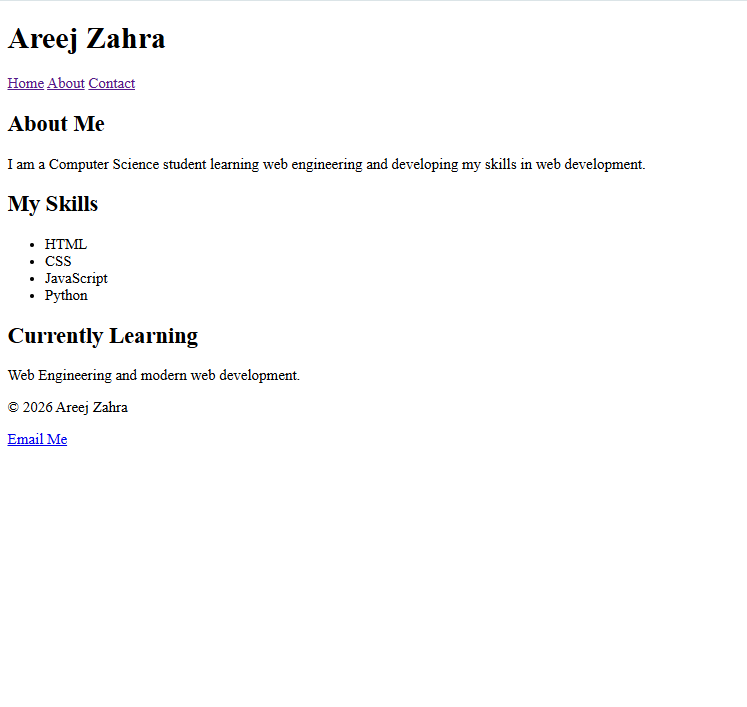 Areej Zahra
Home About Contact
About Me
I am a Computer Science student learning web engineering and developing my skills in web development.
My Skills
HTML
CSS
JavaScript
Python
Currently Learning
Web Engineering and modern web development.
© 2026 Areej Zahra
Email Me